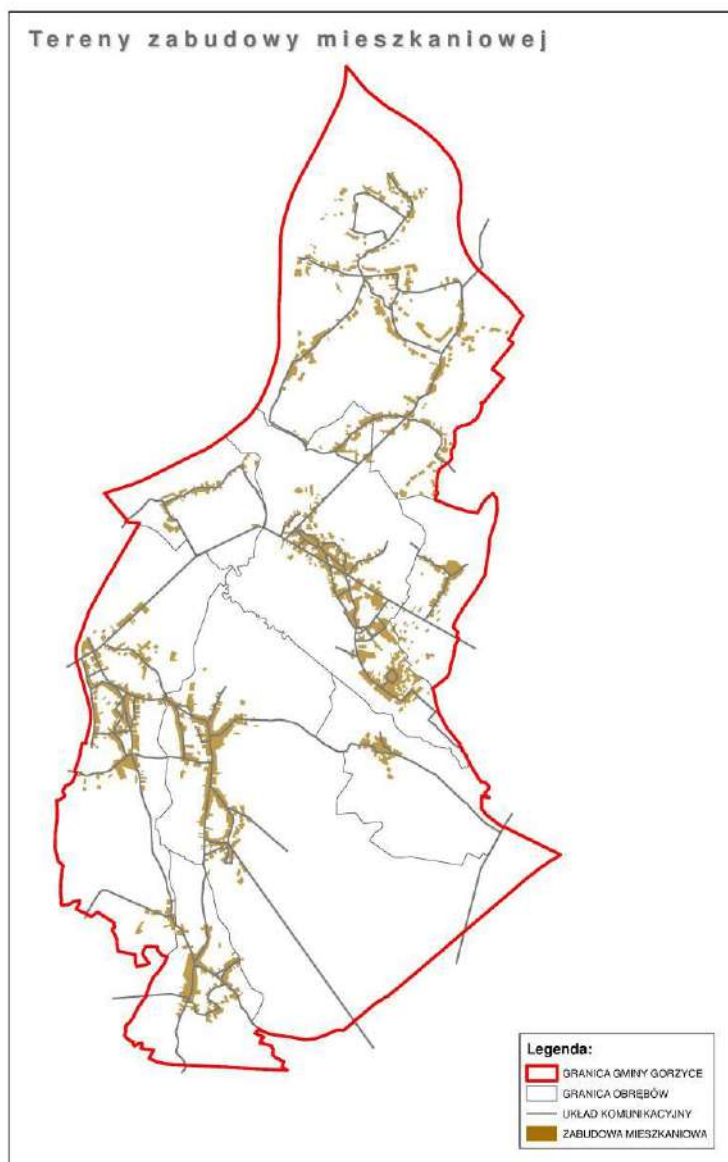 Tereny zabudowy mieszkaniowej
Legenda:
GRANICA GMINY GORZYCE
GRANICA OBRĘBÓW
UKŁAD KOMUNIKACYJNY
ZABUDOWA MIESZKANIOWA